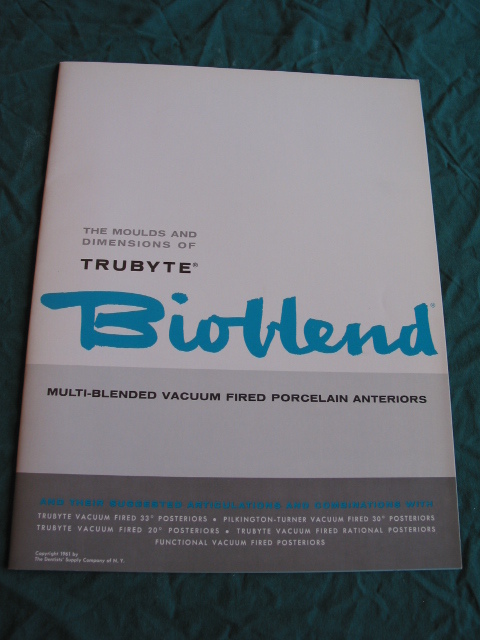 THE MOULDS AND
DIMENSIONS OF
TRUBYTE®
Bioblend®
MULTI-BLENDED VACUUM FIRED PORCELAIN ANTERIORS
AND THEIR SUGGESTED ARTICULATIONS AND COMBINATIONS WITH
TRUBYTE VACUUM FIRED 33° POSTERIORS • PILKINGTON-TURNER VACUUM FIRED 30° POSTERIORS
TRUBYTE VACUUM FIRED 20° POSTERIORS • TRUBYTE VACUUM FIRED RATIONAL POSTERIORS
FUNCTIONAL VACUUM FIRED POSTERIORS
Copyright 1961 by
The Dentists' Supply Company of N. Y.